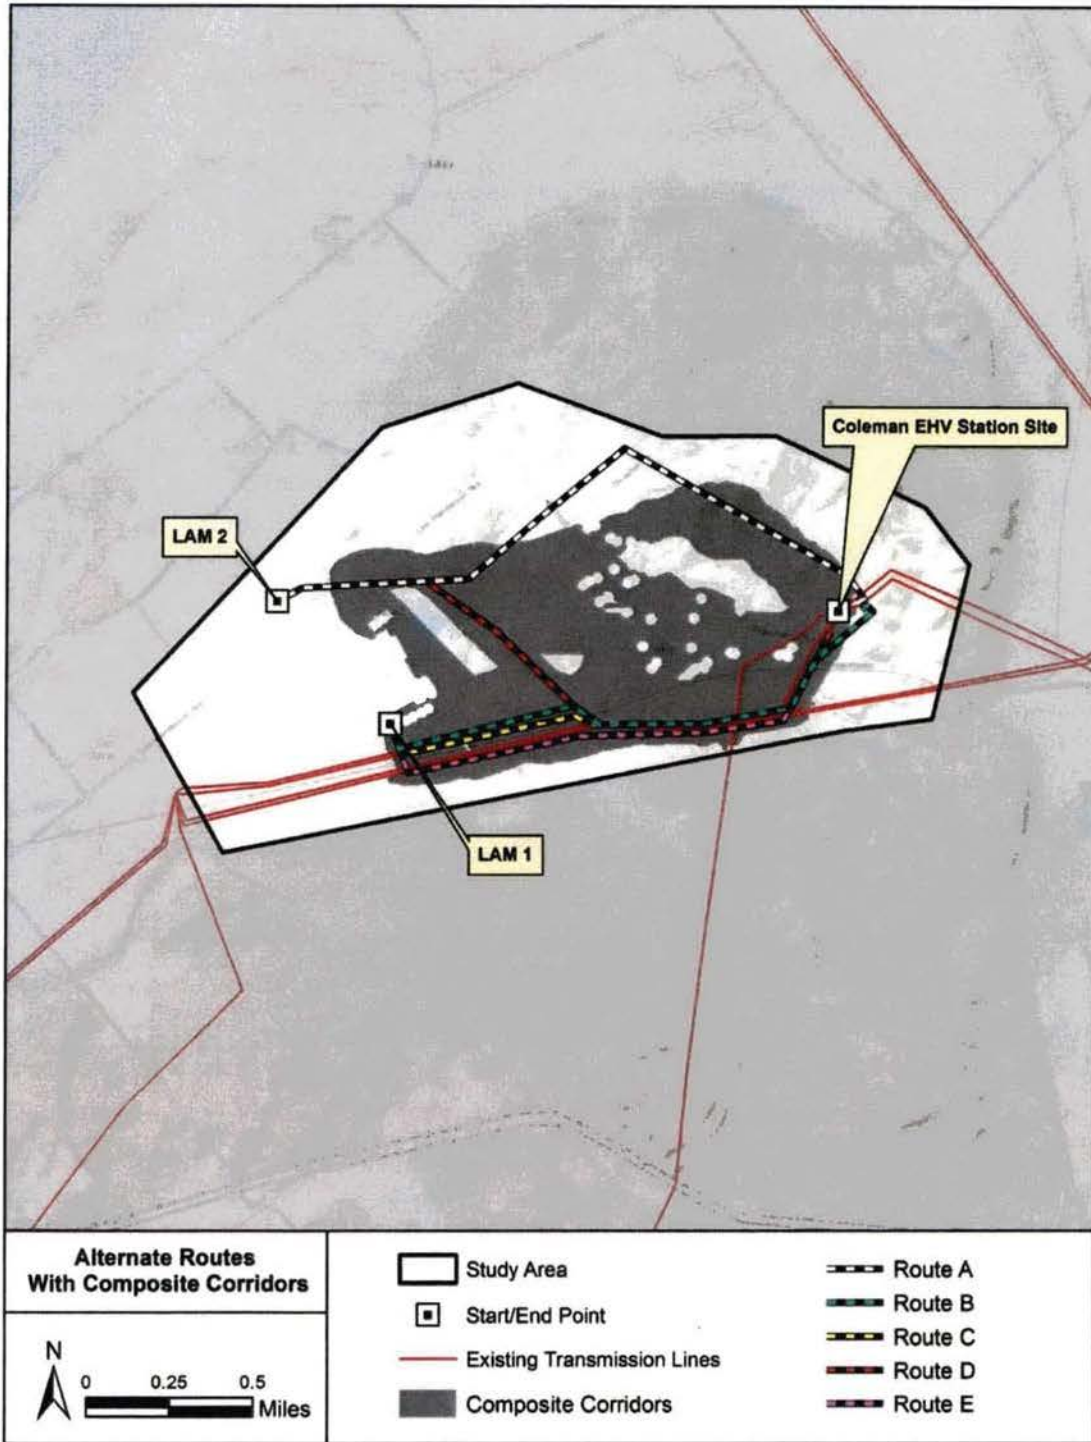 Coleman EHV Station Site
LAM 2
LAM 1
Alternate Routes
With Composite Corridors
N
0 0.25 0.5
Miles
Study Area
Start/End Point
Existing Transmission Lines
Composite Corridors
Route A
Route B
Route C
Route D
Route E